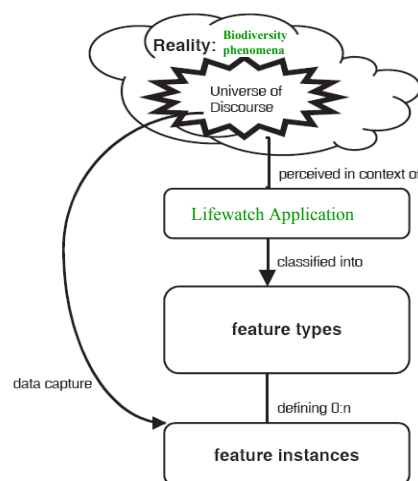 Reality: Biodiversity
phenomena
Universe of
Discourse
perceived in context of
Lifewatch Application
classified into
feature types
data capture
defining 0:n
feature instances